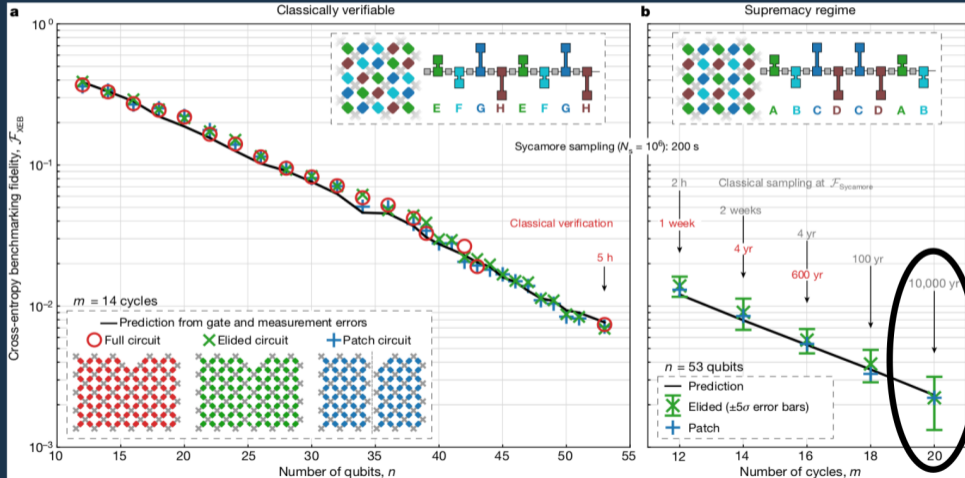 a
Classically verifiable
b
Supremacy regime
10⁰
10⁻¹
10⁻²
10⁻³
Cross-entropy benchmarking fidelity, ℱXEB
E F G H E F G H
Sycamore sampling (Ns = 10⁶): 200 s
Classical verification
5 h
m = 14 cycles
Prediction from gate and measurement errors
Full circuit
Elided circuit
Patch circuit
10 15 20 25 30 35 40 45 50 55
Number of qubits, n
A B C D C D A B
2 h
Classical sampling at ℱSycamore
1 week
2 weeks
4 yr
4 yr
600 yr
100 yr
10,000 yr
n = 53 qubits
Prediction
Elided (±5σ error bars)
Patch
12 14 16 18 20
Number of cycles, m